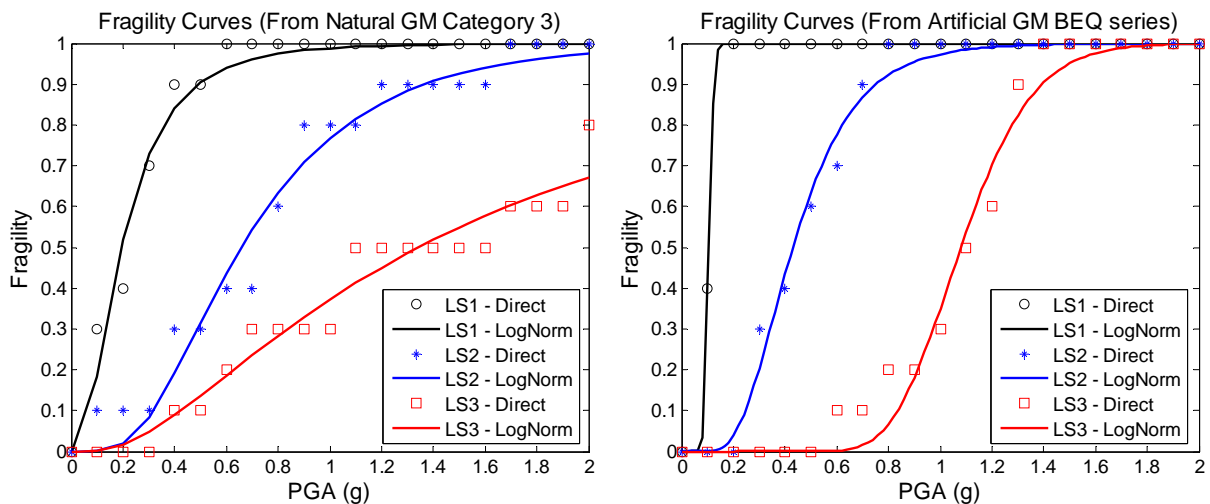 Fragility Curves (From Natural GM Category 3)
1
0.9
0.8
0.7
0.6
0.5
0.4
0.3
0.2
0.1
0
Fragility
0 0.2 0.4 0.6 0.8 1 1.2 1.4 1.6 1.8 2
PGA (g)
LS1 - Direct
LS1 - LogNorm
LS2 - Direct
LS2 - LogNorm
LS3 - Direct
LS3 - LogNorm
Fragility Curves (From Artificial GM BEQ series)
1
0.9
0.8
0.7
0.6
0.5
0.4
0.3
0.2
0.1
0
Fragility
0 0.2 0.4 0.6 0.8 1 1.2 1.4 1.6 1.8 2
PGA (g)
LS1 - Direct
LS1 - LogNorm
LS2 - Direct
LS2 - LogNorm
LS3 - Direct
LS3 - LogNorm